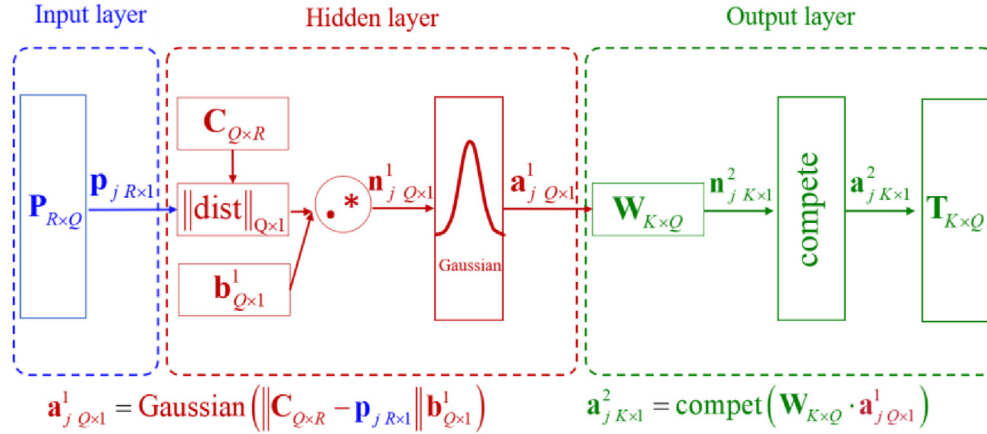 Input layer
Hidden layer
Output layer
C_{Q×R}
P_{R×Q}
p_{j R×1}
‖dist‖_{Q×1}
.*
n^1_{j Q×1}
Gaussian
a^1_{j Q×1}
b^1_{Q×1}
W_{K×Q}
n^2_{j K×1}
compete
a^2_{j K×1}
T_{K×Q}
a^1_{j Q×1} = Gaussian(‖C_{Q×R} − p_{j R×1}‖b^1_{Q×1})
a^2_{j K×1} = compet(W_{K×Q} · a^1_{j Q×1})